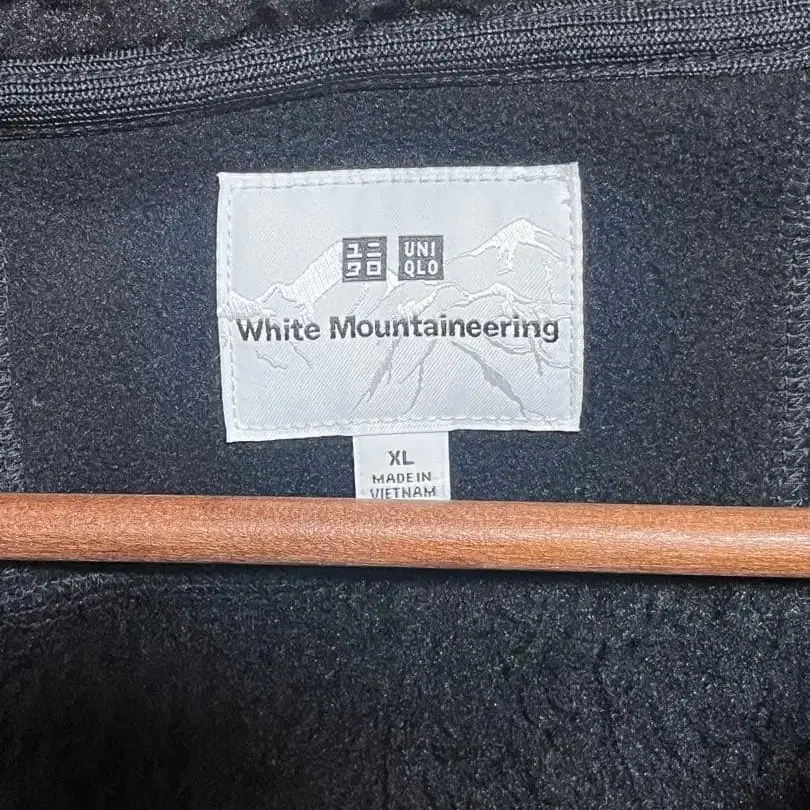 ユニ UNI
クロ QLO
White Mountaineering
XL
MADE IN
VIETNAM